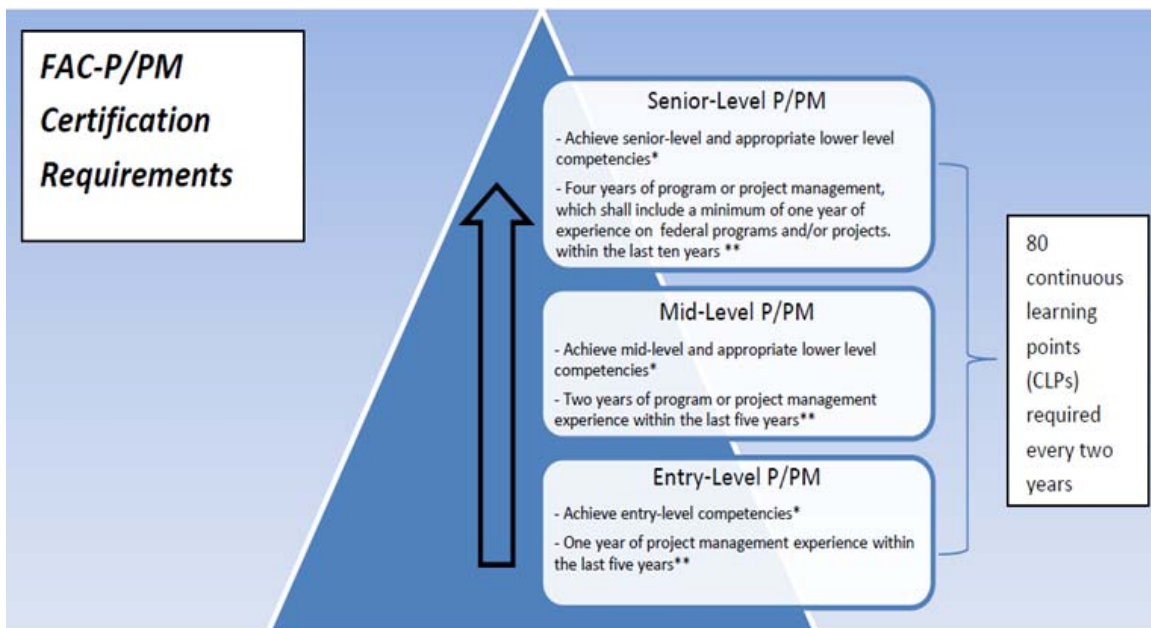 FAC-P/PM
Certification
Requirements
Senior-Level P/PM
- Achieve senior-level and appropriate lower level
competencies*
- Four years of program or project management,
which shall include a minimum of one year of
experience on federal programs and/or projects.
within the last ten years **
Mid-Level P/PM
- Achieve mid-level and appropriate lower level
competencies*
- Two years of program or project management
experience within the last five years**
Entry-Level P/PM
- Achieve entry-level competencies*
- One year of project management experience within
the last five years**
80
continuous
learning
points
(CLPs)
required
every two
years